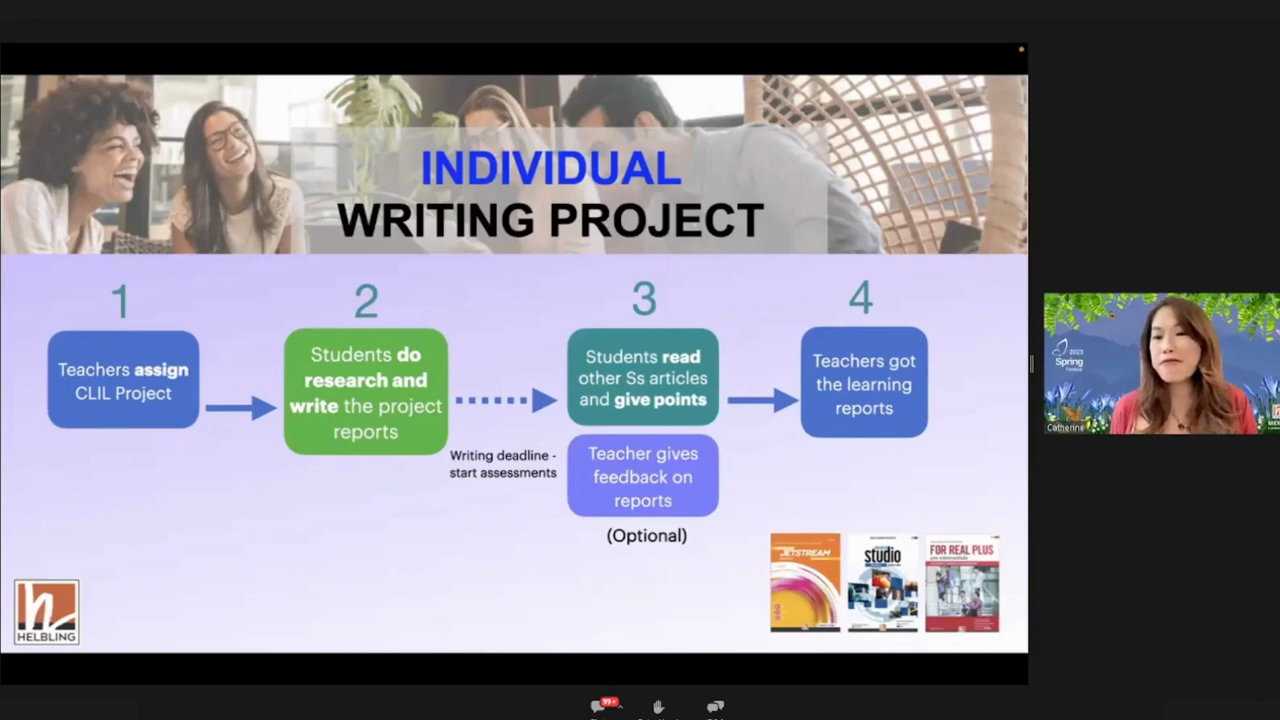 INDIVIDUAL
WRITING PROJECT
1
2
3
4
Teachers assign
CLIL Project
Students do
research and
write the project
reports
Writing deadline -
start assessments
Students read
other Ss articles
and give points
Teacher gives
feedback on
reports
(Optional)
Teachers got
the learning
reports
JETSTREAM
studio
FOR REAL PLUS
HELBLING
2023
Spring
Festival
Catherine
99+